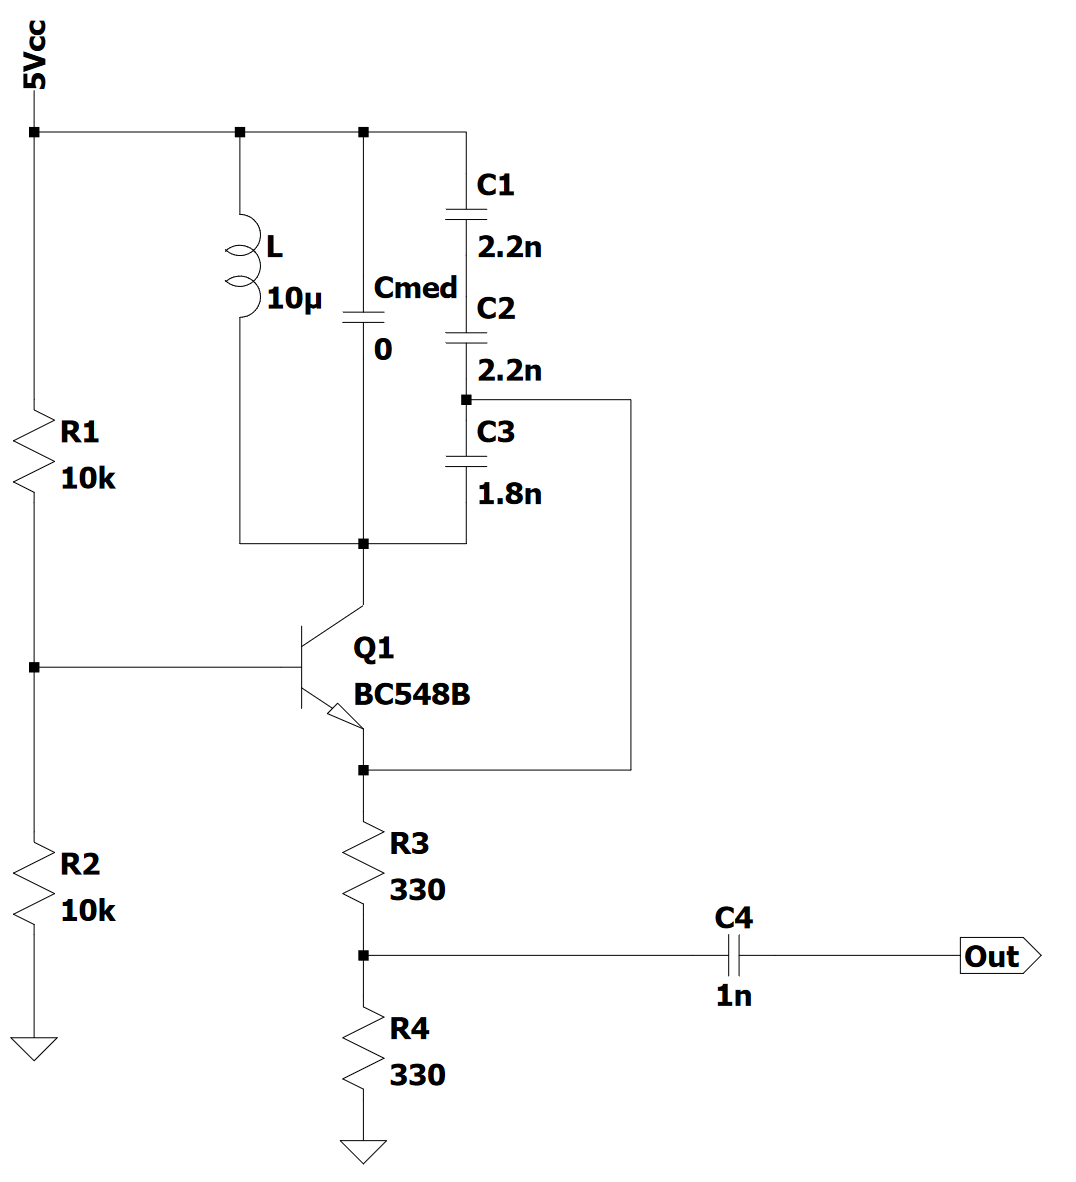 5Vcc
C1
2.2n
L
10µ
Cmed
0
C2
2.2n
C3
1.8n
R1
10k
Q1
BC548B
R2
10k
R3
330
C4
1n
Out
R4
330